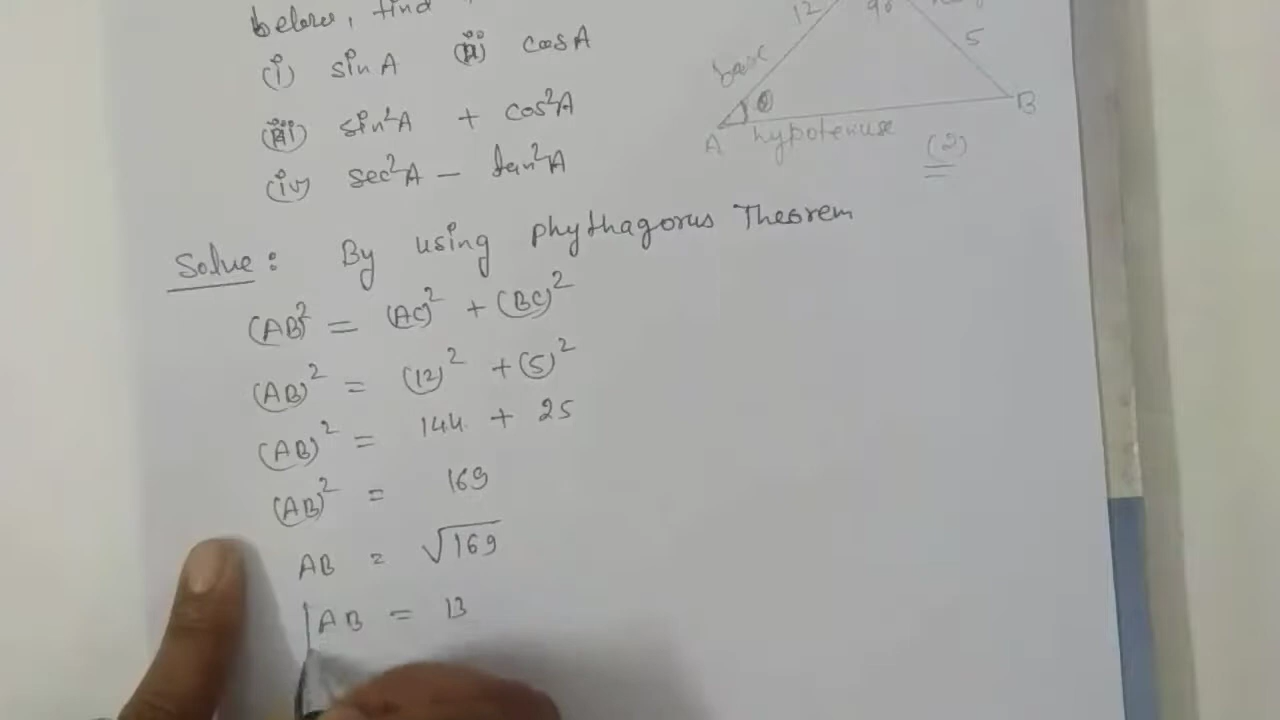 below, find
(i) sin A (ii) cos A
(iii) sin²A + cos²A
(iv) sec²A – tan²A
12
90
5
base
θ
A
B
hypotenuse
(2)
Solve: By using phythagorus Theorem
(AB)² = (AC)² + (BC)²
(AB)² = (12)² + (5)²
(AB)² = 144 + 25
(AB)² = 169
AB = √169
AB = 13